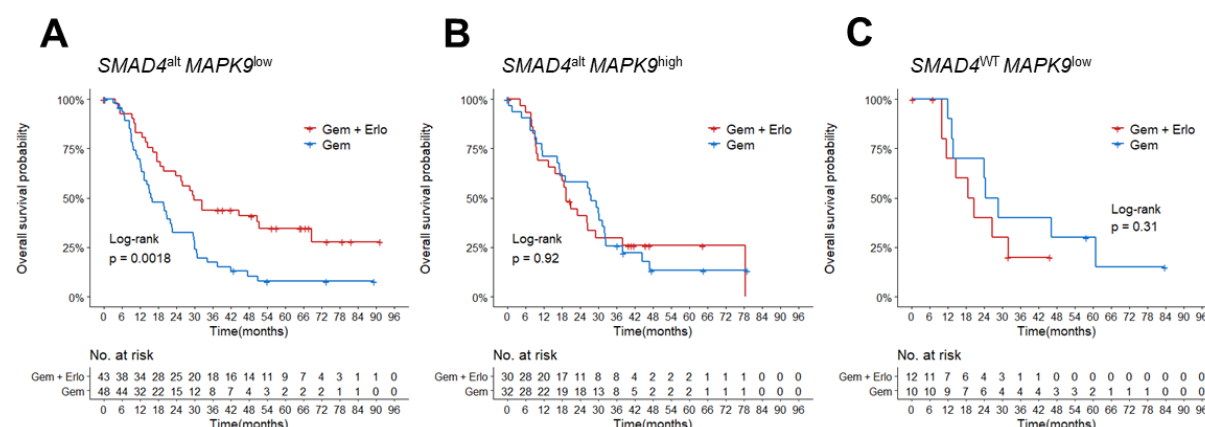 A
SMAD4alt MAPK9low
Overall survival probability
100%
75%
50%
25%
0%
Gem + Erlo
Gem
Log-rank
p = 0.0018
0 6 12 18 24 30 36 42 48 54 60 66 72 78 84 90 96
Time(months)
No. at risk
Gem + Erlo 43 38 34 28 25 20 18 16 14 11 9 7 4 3 1 1 0
Gem 48 44 32 22 15 12 8 7 4 3 2 2 2 1 1 0 0
0 6 12 18 24 30 36 42 48 54 60 66 72 78 84 90 96
Time(months)
B
SMAD4alt MAPK9high
Overall survival probability
100%
75%
50%
25%
0%
Gem + Erlo
Gem
Log-rank
p = 0.92
0 6 12 18 24 30 36 42 48 54 60 66 72 78 84 90 96
Time(months)
No. at risk
Gem + Erlo 30 28 20 17 11 8 8 4 2 2 2 1 1 1 0 0 0
Gem 32 28 22 19 18 13 8 5 2 2 2 1 1 1 0 0 0
0 6 12 18 24 30 36 42 48 54 60 66 72 78 84 90 96
Time(months)
C
SMAD4WT MAPK9low
Overall survival probability
100%
75%
50%
25%
0%
Gem + Erlo
Gem
Log-rank
p = 0.31
0 6 12 18 24 30 36 42 48 54 60 66 72 78 84 90 96
Time(months)
No. at risk
Gem + Erlo 12 11 7 6 4 3 1 1 0 0 0 0 0 0 0 0 0
Gem 10 10 9 7 6 4 4 4 3 3 2 1 1 1 1 0 0
0 6 12 18 24 30 36 42 48 54 60 66 72 78 84 90 96
Time(months)